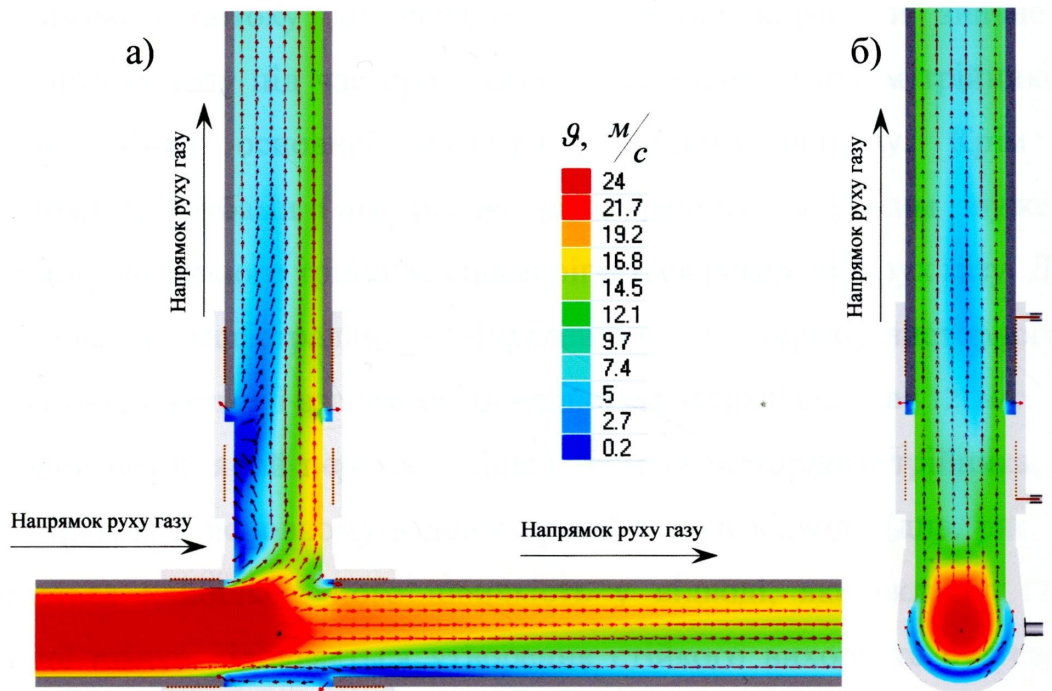 а)
б)
Напрямок руху газу
Напрямок руху газу
ϑ, м/с
24
21.7
19.2
16.8
14.5
12.1
9.7
7.4
5
2.7
0.2
Напрямок руху газу
Напрямок руху газу